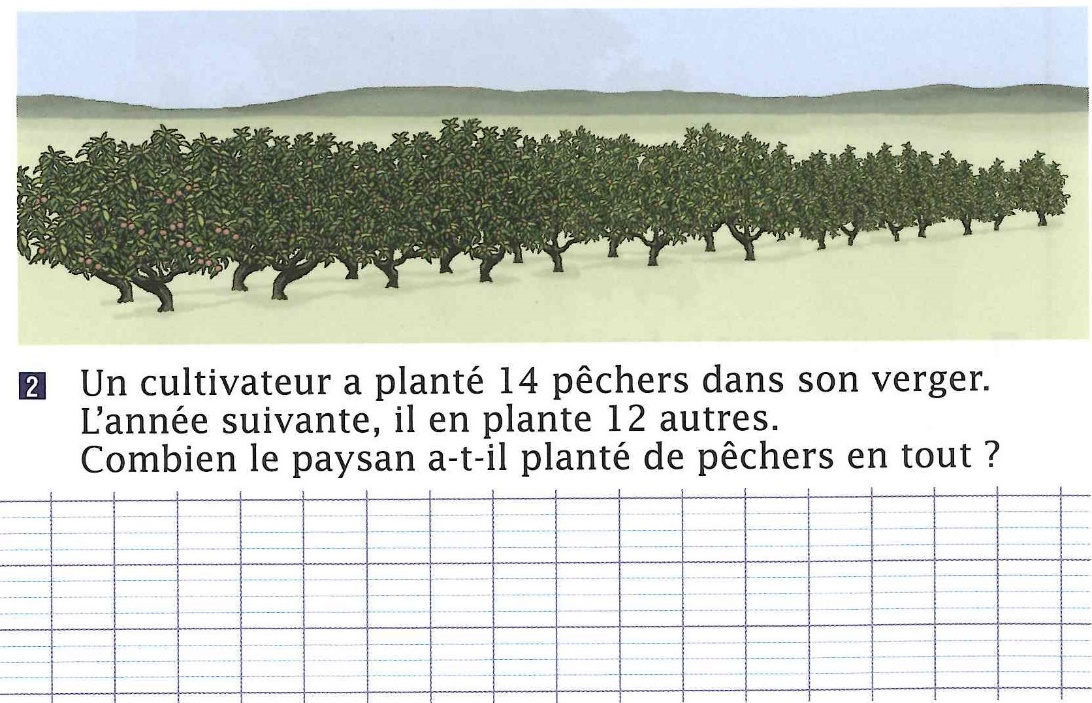 2 Un cultivateur a planté 14 pêchers dans son verger.
L'année suivante, il en plante 12 autres.
Combien le paysan a-t-il planté de pêchers en tout ?